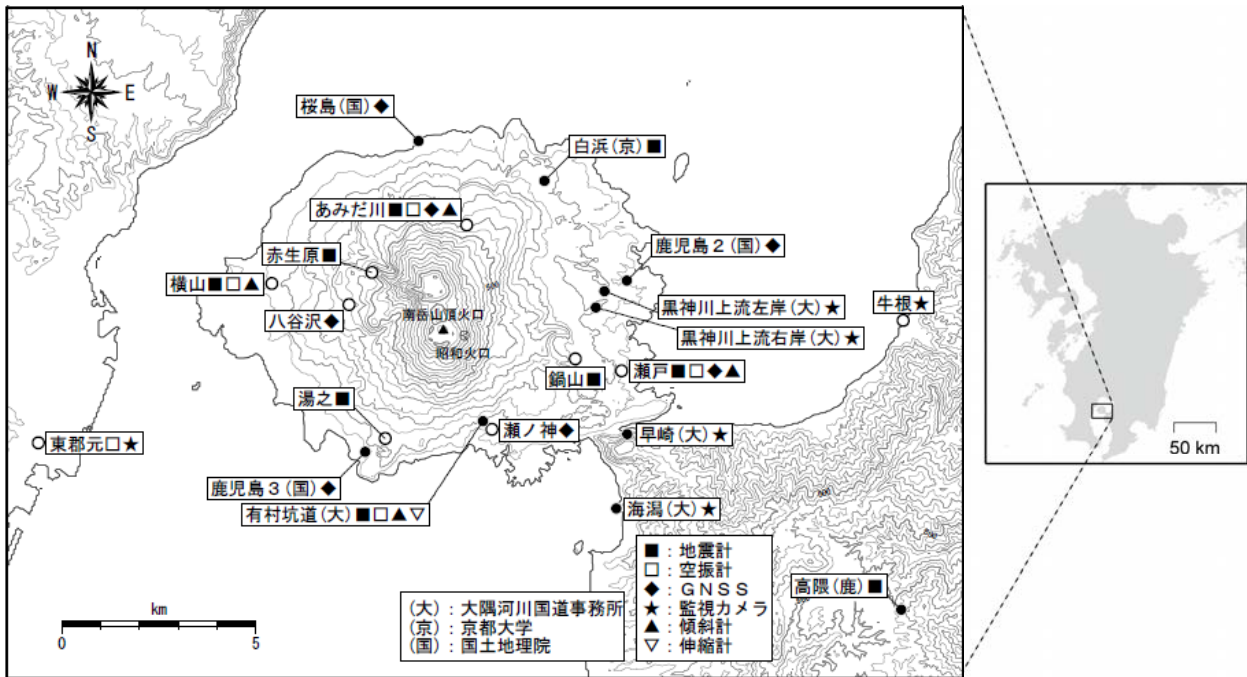 N
W E
S
桜島(国)◆
白浜(京)■
あみだ川■□◆▲
赤生原■
鹿児島2(国)◆
横山■□▲
500
黒神川上流左岸(大)★
牛根★
八谷沢◆
南岳山頂火口
黒神川上流右岸(大)★
昭和火口
鍋山■
瀬戸■□◆▲
湯之■
瀬ノ神◆
早崎(大)★
東郡元□★
50 km
鹿児島3(国)◆
500
有村坑道(大)■□▲▽
海潟(大)★
500
■:地震計
□:空振計
◆:GNSS
★:監視カメラ
▲:傾斜計
▽:伸縮計
高隈(鹿)■
km
0 5
(大):大隅河川国道事務所
(京):京都大学
(国):国土地理院